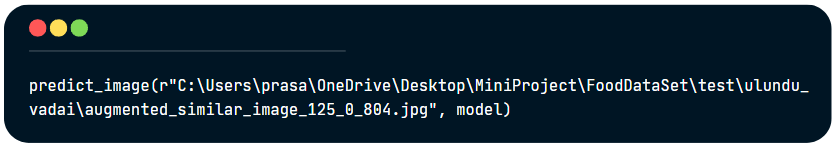 predict_image(r"C:\Users\prasa\OneDrive\Desktop\MiniProject\FoodDataSet\test\ulundu_
vadai\augmented_similar_image_125_0_804.jpg", model)